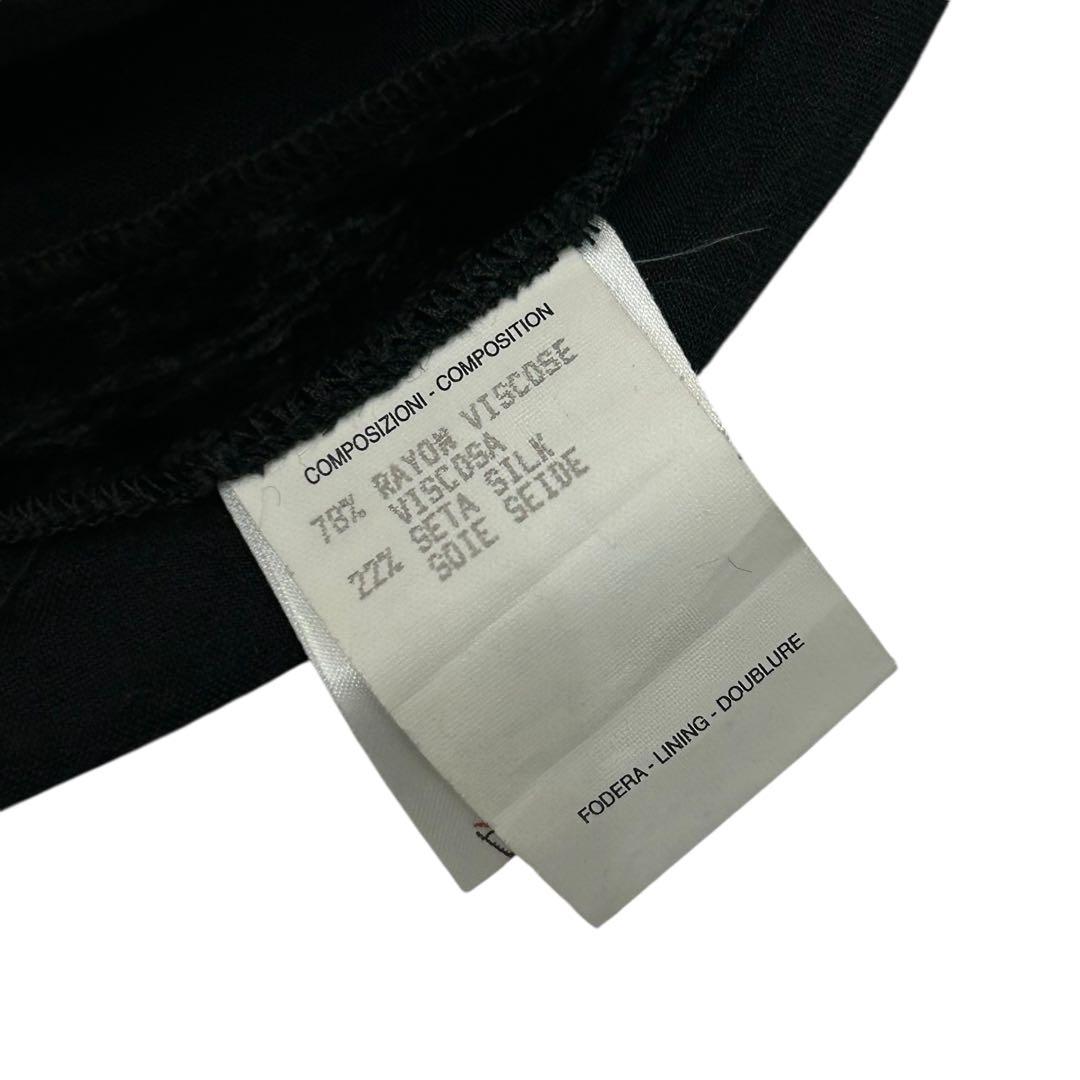 COMPOSIZIONI - COMPOSITION
78% RAYON VISCOSE
VISCOSA
22% SETA SILK
SOIE SEIDE
FODERA - LINING - DOUBLURE